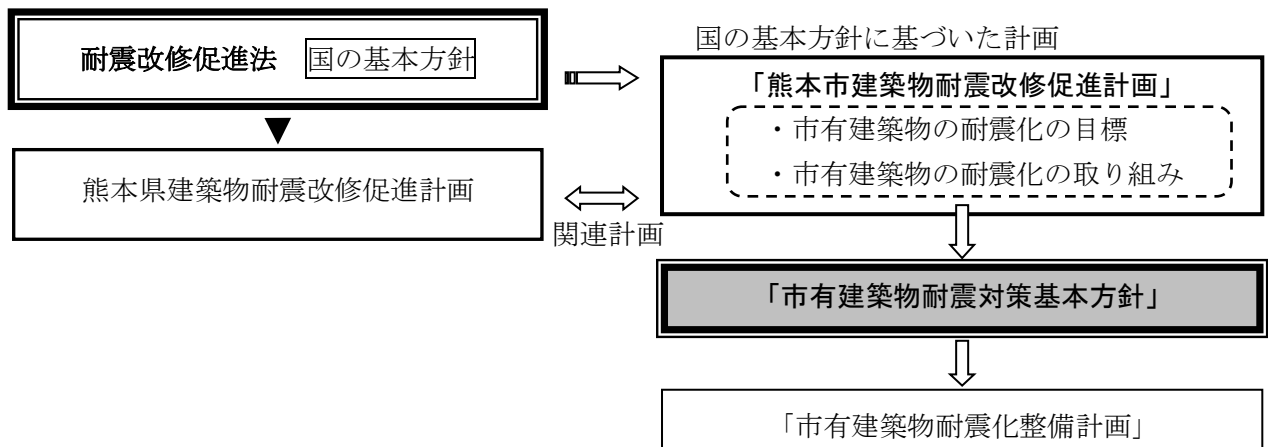 耐震改修促進法 国の基本方針
国の基本方針に基づいた計画
「熊本市建築物耐震改修促進計画」
・市有建築物の耐震化の目標
・市有建築物の耐震化の取り組み
熊本県建築物耐震改修促進計画
関連計画
「市有建築物耐震対策基本方針」
「市有建築物耐震化整備計画」